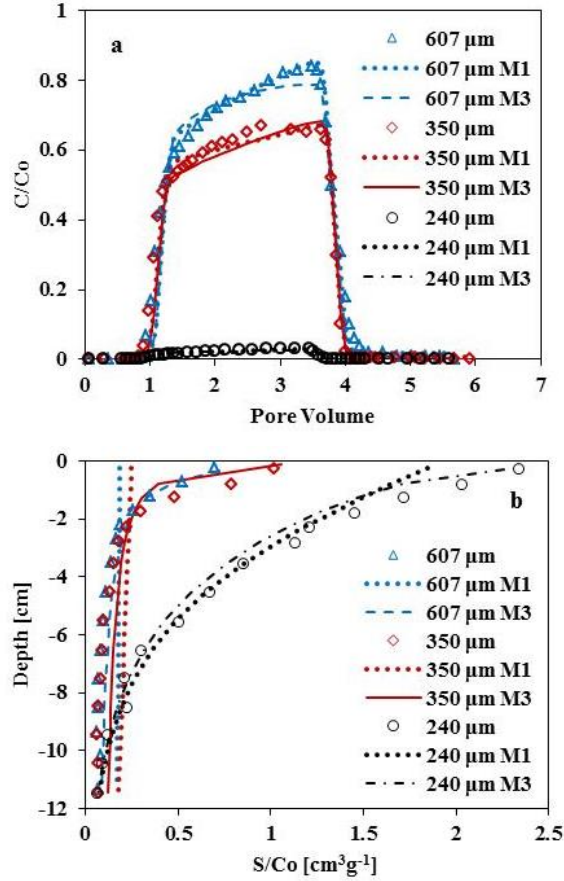 1
a
607 µm
607 µm M1
607 µm M3
350 µm
350 µm M1
350 µm M3
240 µm
240 µm M1
240 µm M3
0.8
0.6
0.4
0.2
0
C/Co
0 1 2 3 4 5 6 7
Pore Volume
0
b
-2
-4
-6
-8
-10
-12
Depth [cm]
607 µm
607 µm M1
607 µm M3
350 µm
350 µm M1
350 µm M3
240 µm
240 µm M1
240 µm M3
0 0.5 1 1.5 2 2.5
S/Co [cm³g⁻¹]